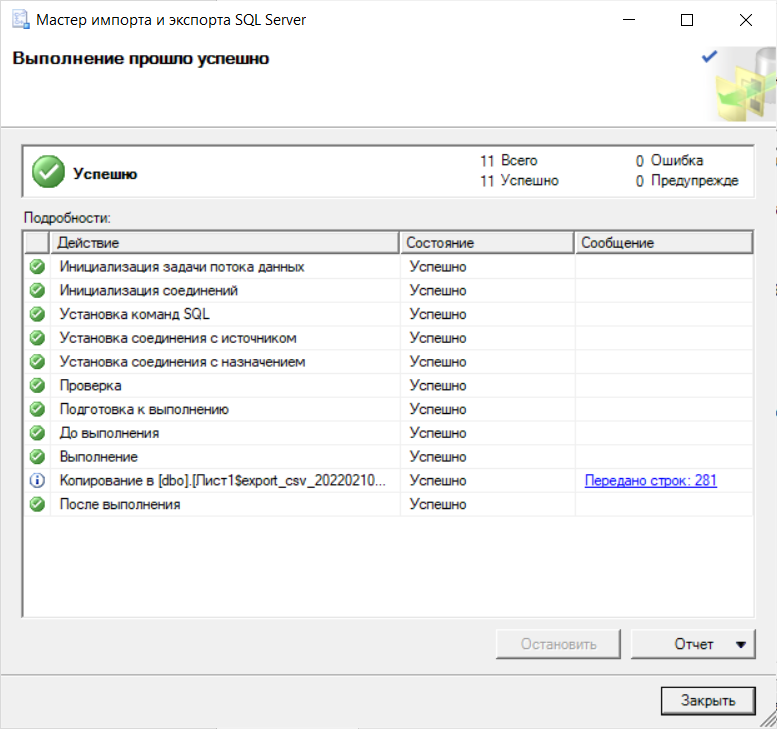 Мастер импорта и экспорта SQL Server
Выполнение прошло успешно
Успешно
11 Всего 0 Ошибка
11 Успешно 0 Предупрежде
Подробности:
Действие Состояние Сообщение
Инициализация задачи потока данных Успешно
Инициализация соединений Успешно
Установка команд SQL Успешно
Установка соединения с источником Успешно
Установка соединения с назначением Успешно
Проверка Успешно
Подготовка к выполнению Успешно
До выполнения Успешно
Выполнение Успешно
Копирование в [dbo].[Лист1$export_csv_20220210... Успешно Передано строк: 281
После выполнения Успешно
Остановить Отчет
Закрыть